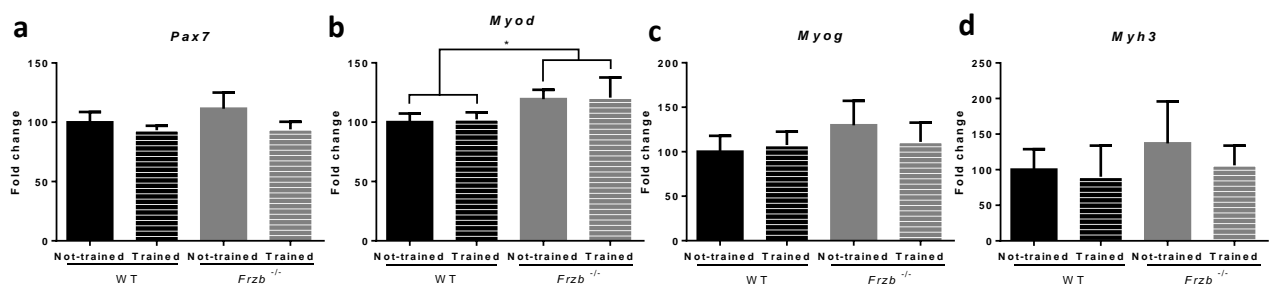 a
Pax7
Fold change
150
100
50
0
Not-trained Trained Not-trained Trained
WT Frzb -/-
b
Myod
*
Fold change
150
100
50
0
Not-trained Trained Not-trained Trained
WT Frzb -/-
c
Myog
Fold change
200
150
100
50
0
Not-trained Trained Not-trained Trained
WT Frzb -/-
d
Myh3
Fold change
250
200
150
100
50
0
Not-trained Trained Not-trained Trained
WT Frzb -/-